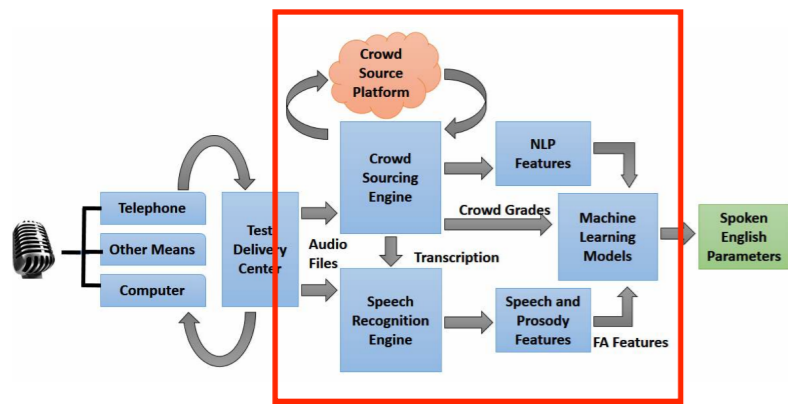 Crowd
Source
Platform
Telephone
Other Means
Computer
Test
Delivery
Center
Audio
Files
Crowd
Sourcing
Engine
NLP
Features
Crowd Grades
Transcription
Speech
Recognition
Engine
Speech and
Prosody
Features
FA Features
Machine
Learning
Models
Spoken
English
Parameters